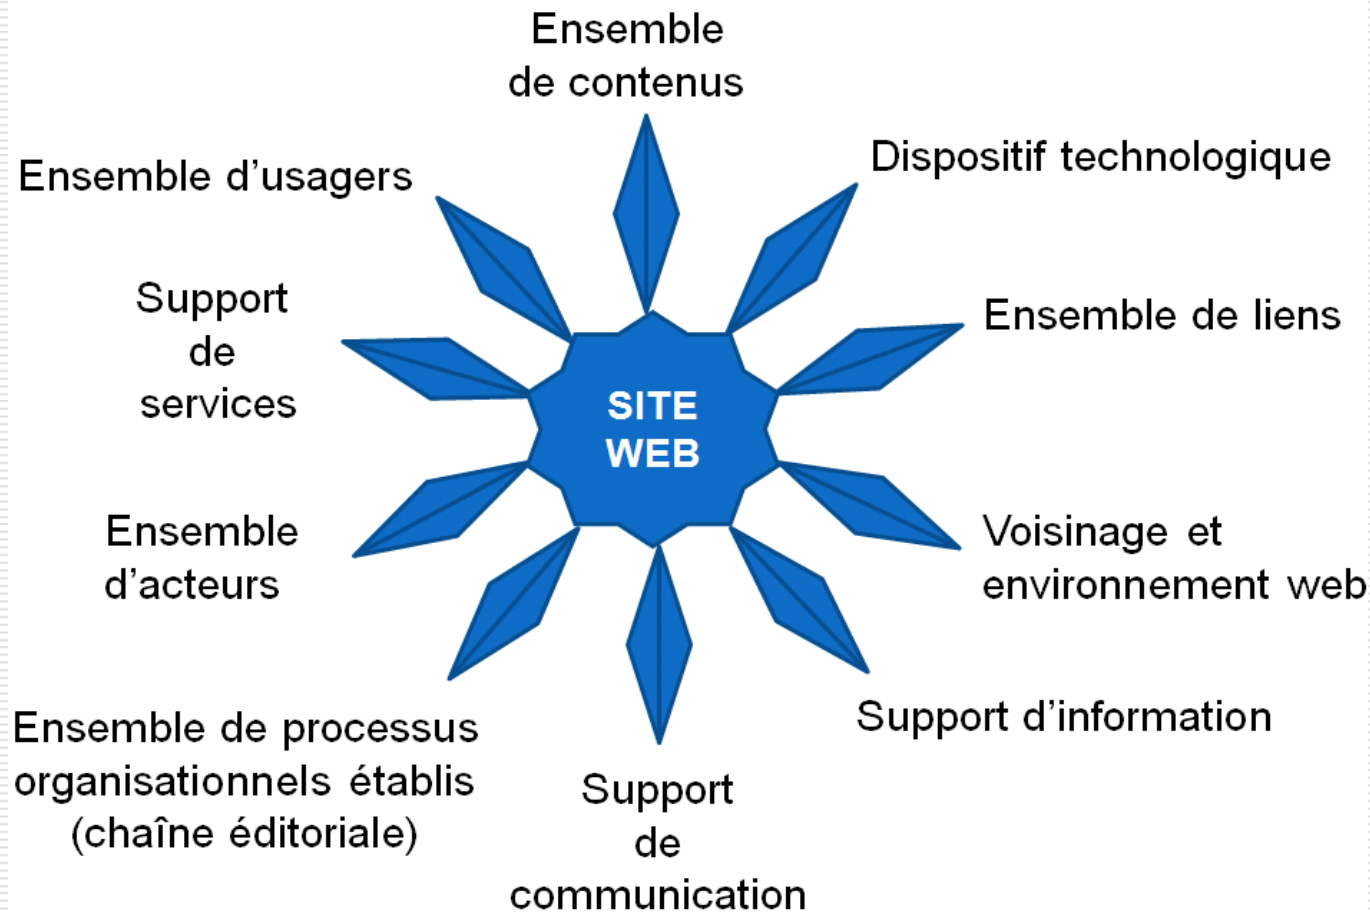 Ensemble
de contenus
Dispositif technologique
Ensemble d'usagers
Support
de
services
Ensemble de liens
SITE
WEB
Ensemble
d'acteurs
Voisinage et
environnement web
Ensemble de processus
organisationnels établis
(chaîne éditoriale)
Support d'information
Support
de
communication